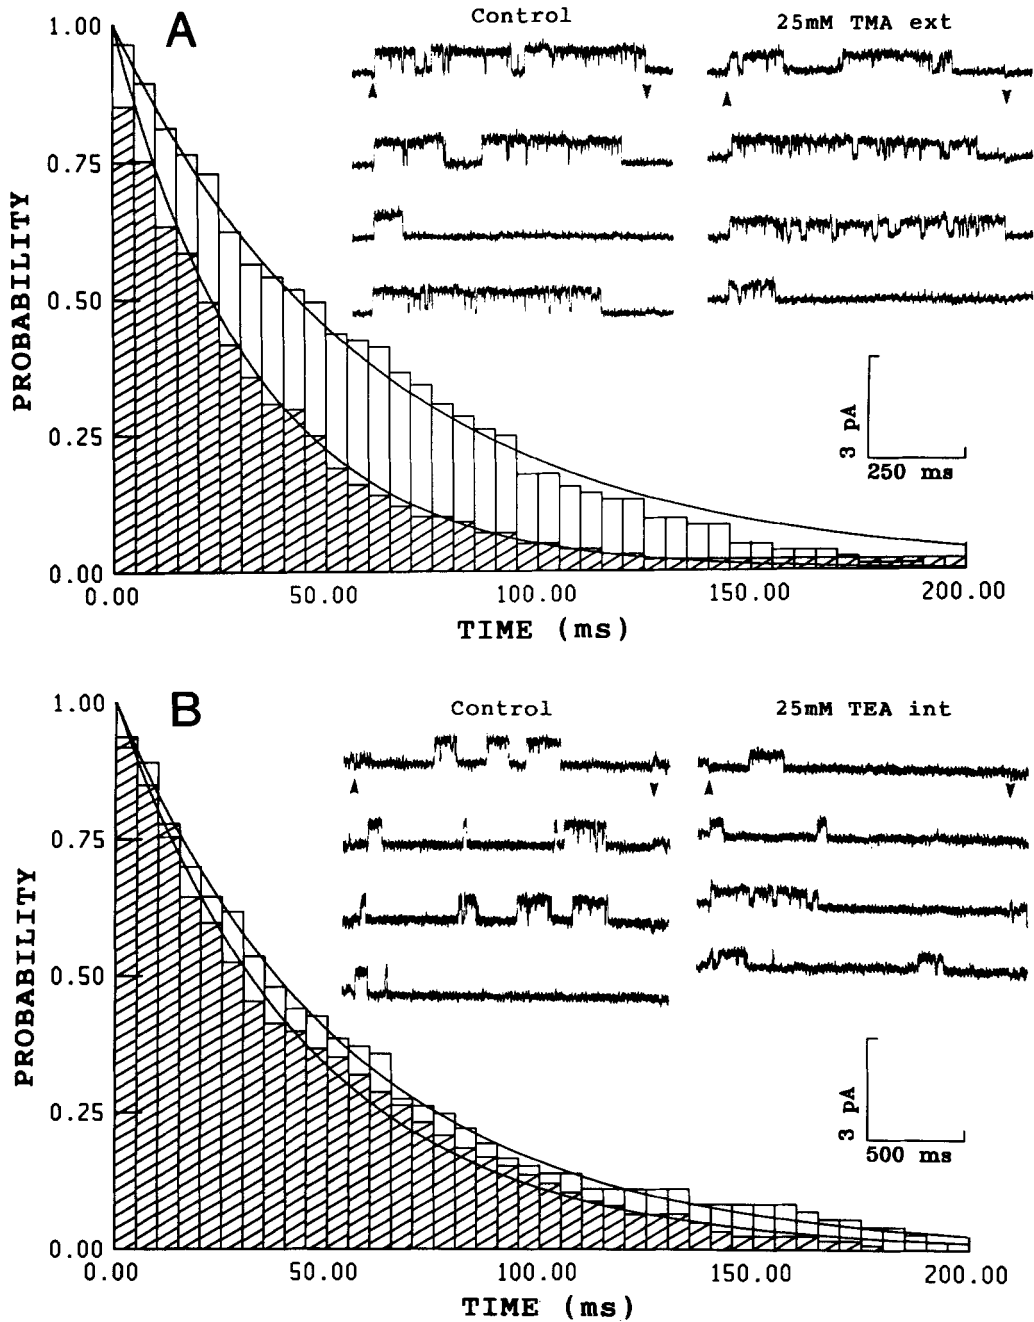 A
Control
25mM TMA ext
1.00
0.75
0.50
0.25
0.00
PROBABILITY
3 pA
250 ms
0.00
50.00
100.00
150.00
200.00
TIME (ms)
B
Control
25mM TEA int
1.00
0.75
0.50
0.25
0.00
PROBABILITY
3 pA
500 ms
0.00
50.00
100.00
150.00
200.00
TIME (ms)